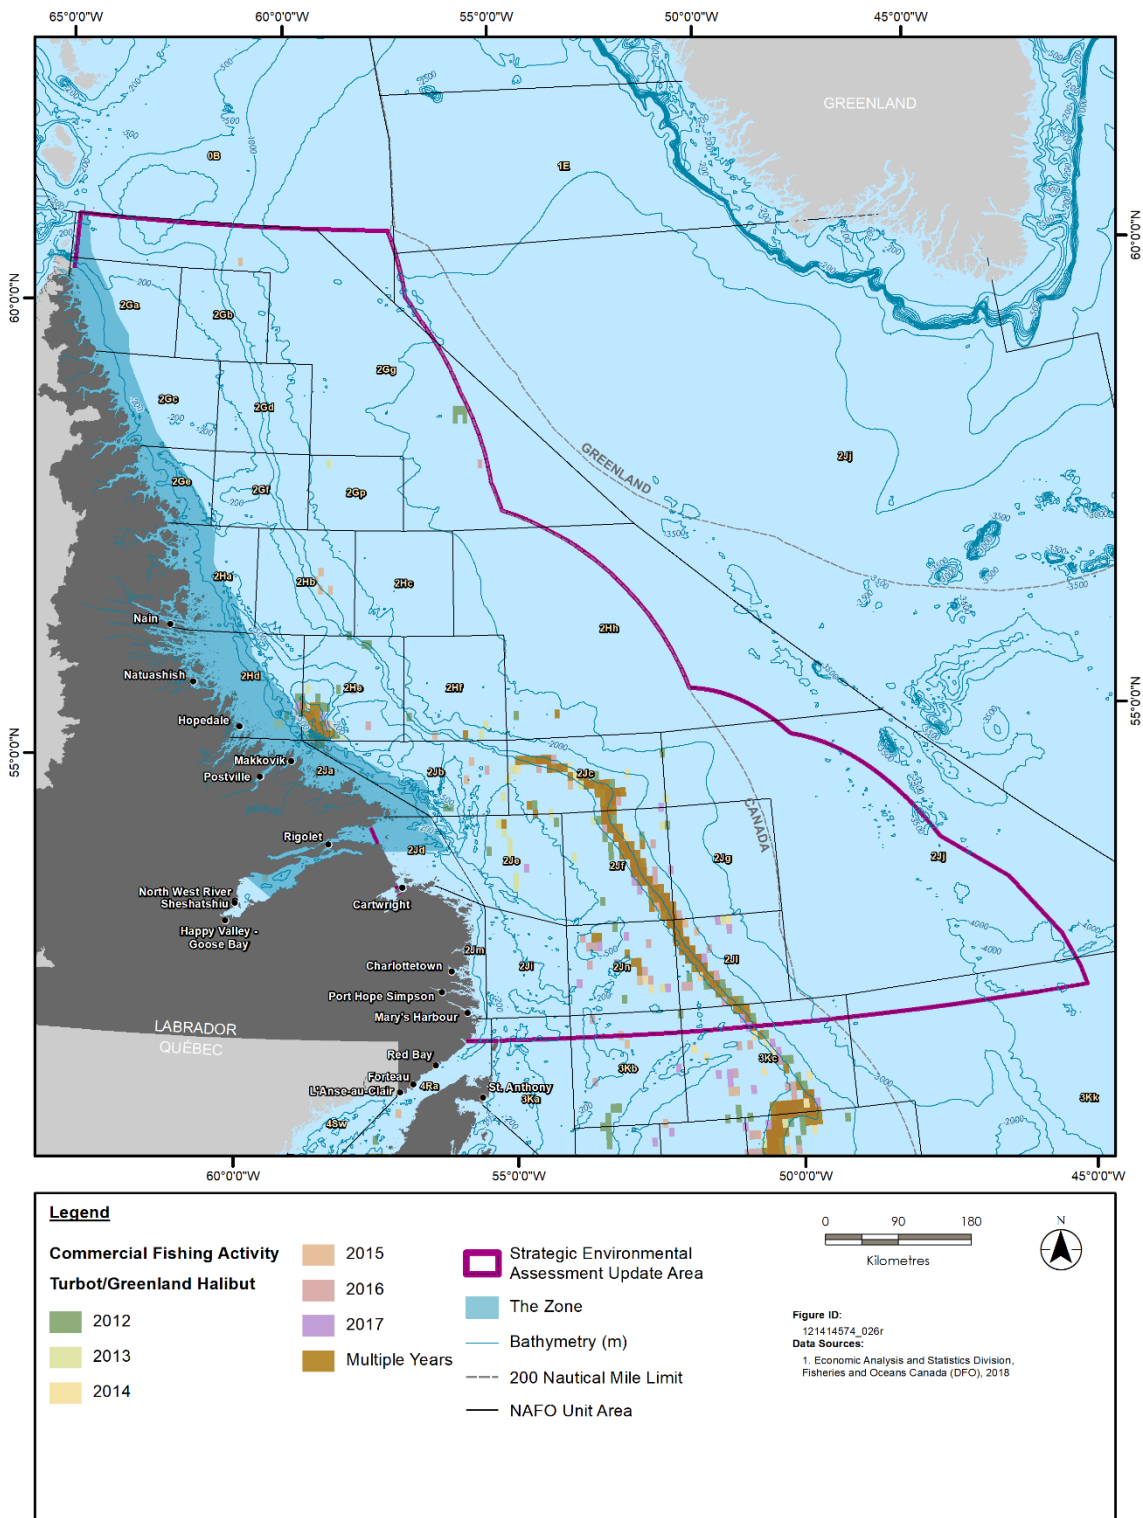 65°0'0"W
60°0'0"W
55°0'0"W
50°0'0"W
45°0'0"W
GREENLAND
0B
1E
60°0'0"N
60°0'0"N
2Ga
2Gb
2Gg
2Gc
2Gd
2Jj
GREENLAND
2Ge
2Gf
2Gp
2Ha
2Hb
2Hc
Nain
2Hh
Natuashish
2Hd
2He
2Hf
Hopedale
55°0'0"N
55°0'0"N
Makkovik
Postville
2Ja
2Jb
2Jc
CANADA
Rigolet
2Jd
2Je
2Jf
2Jg
2Jj
North West River
Sheshatshiu
Cartwright
Happy Valley -
Goose Bay
2Jm
Charlottetown
2Ji
2Jn
2Jl
Port Hope Simpson
Mary's Harbour
LABRADOR
QUÉBEC
Red Bay
3Kb
3Kc
Forteau
L'Anse-au-Clair
4Ra
St. Anthony
3Ka
3Kk
4Sw
60°0'0"W
55°0'0"W
50°0'0"W
45°0'0"W
Legend
Commercial Fishing Activity
Turbot/Greenland Halibut
2012
2013
2014
2015
2016
2017
Multiple Years
Strategic Environmental
Assessment Update Area
The Zone
Bathymetry (m)
200 Nautical Mile Limit
NAFO Unit Area
0 90 180
Kilometres
N
Figure ID:
121414574_026r
Data Sources:
1. Economic Analysis and Statistics Division,
Fisheries and Oceans Canada (DFO), 2018